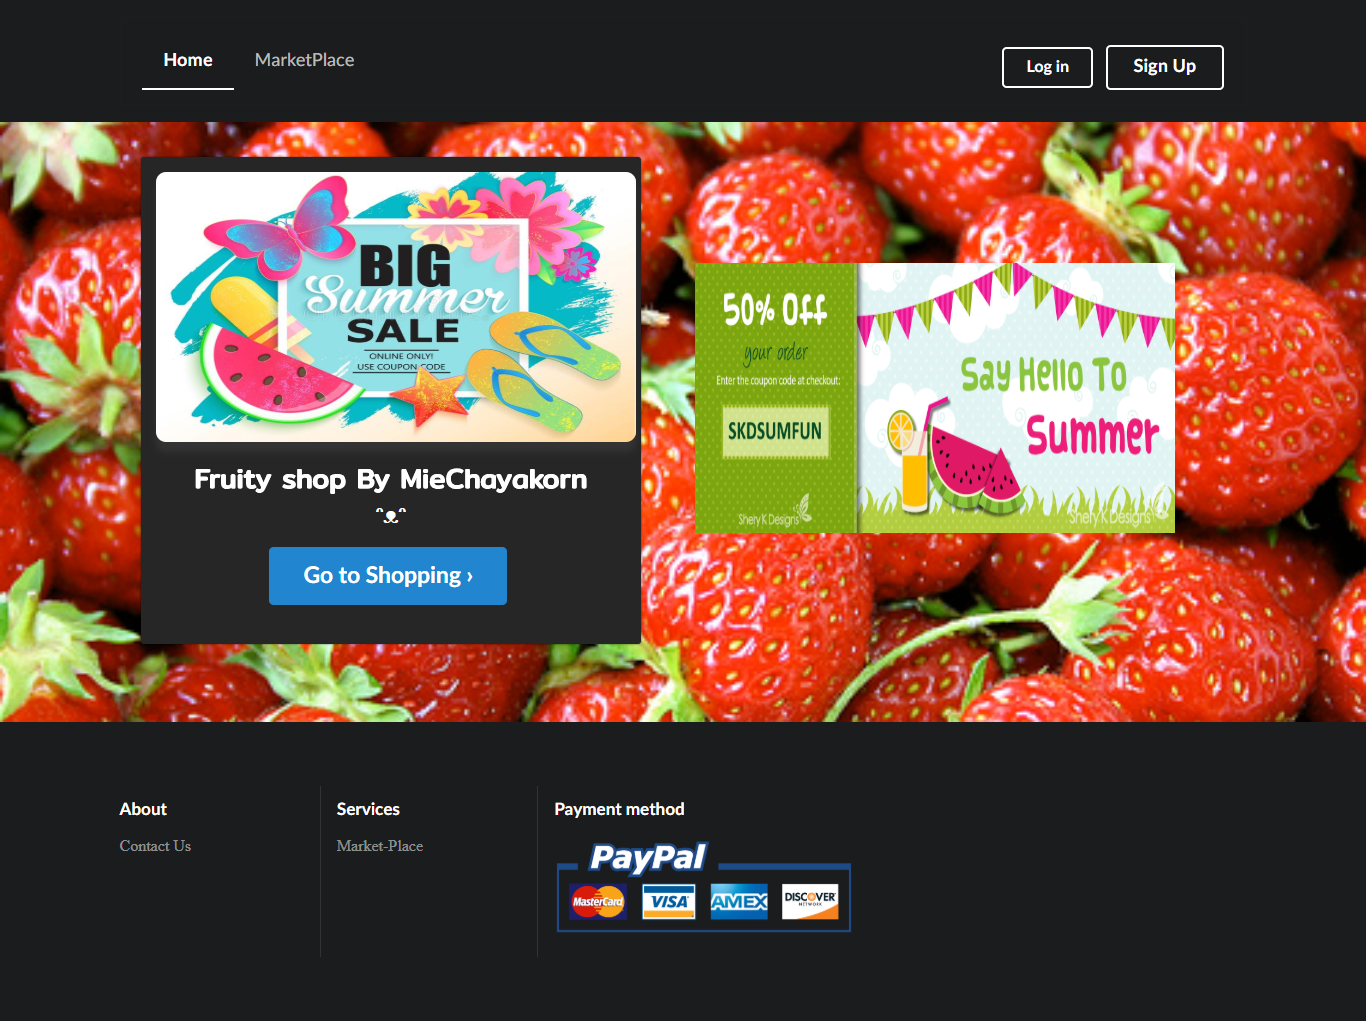 Home
MarketPlace
Log in
Sign Up
BIG
Summer
SALE
ONLINE ONLY!
USE COUPON CODE
Fruity shop By MieChayakorn
Go to Shopping ›
50% Off
your order
Enter the coupon code at checkout:
SKDSUMFUN
Shery K Designs
Say Hello To
Summer
Shery K Designs
About
Contact Us
Services
Market-Place
Payment method
PayPal
MasterCard
VISA
AMEX
DISCOVER
NETWORK